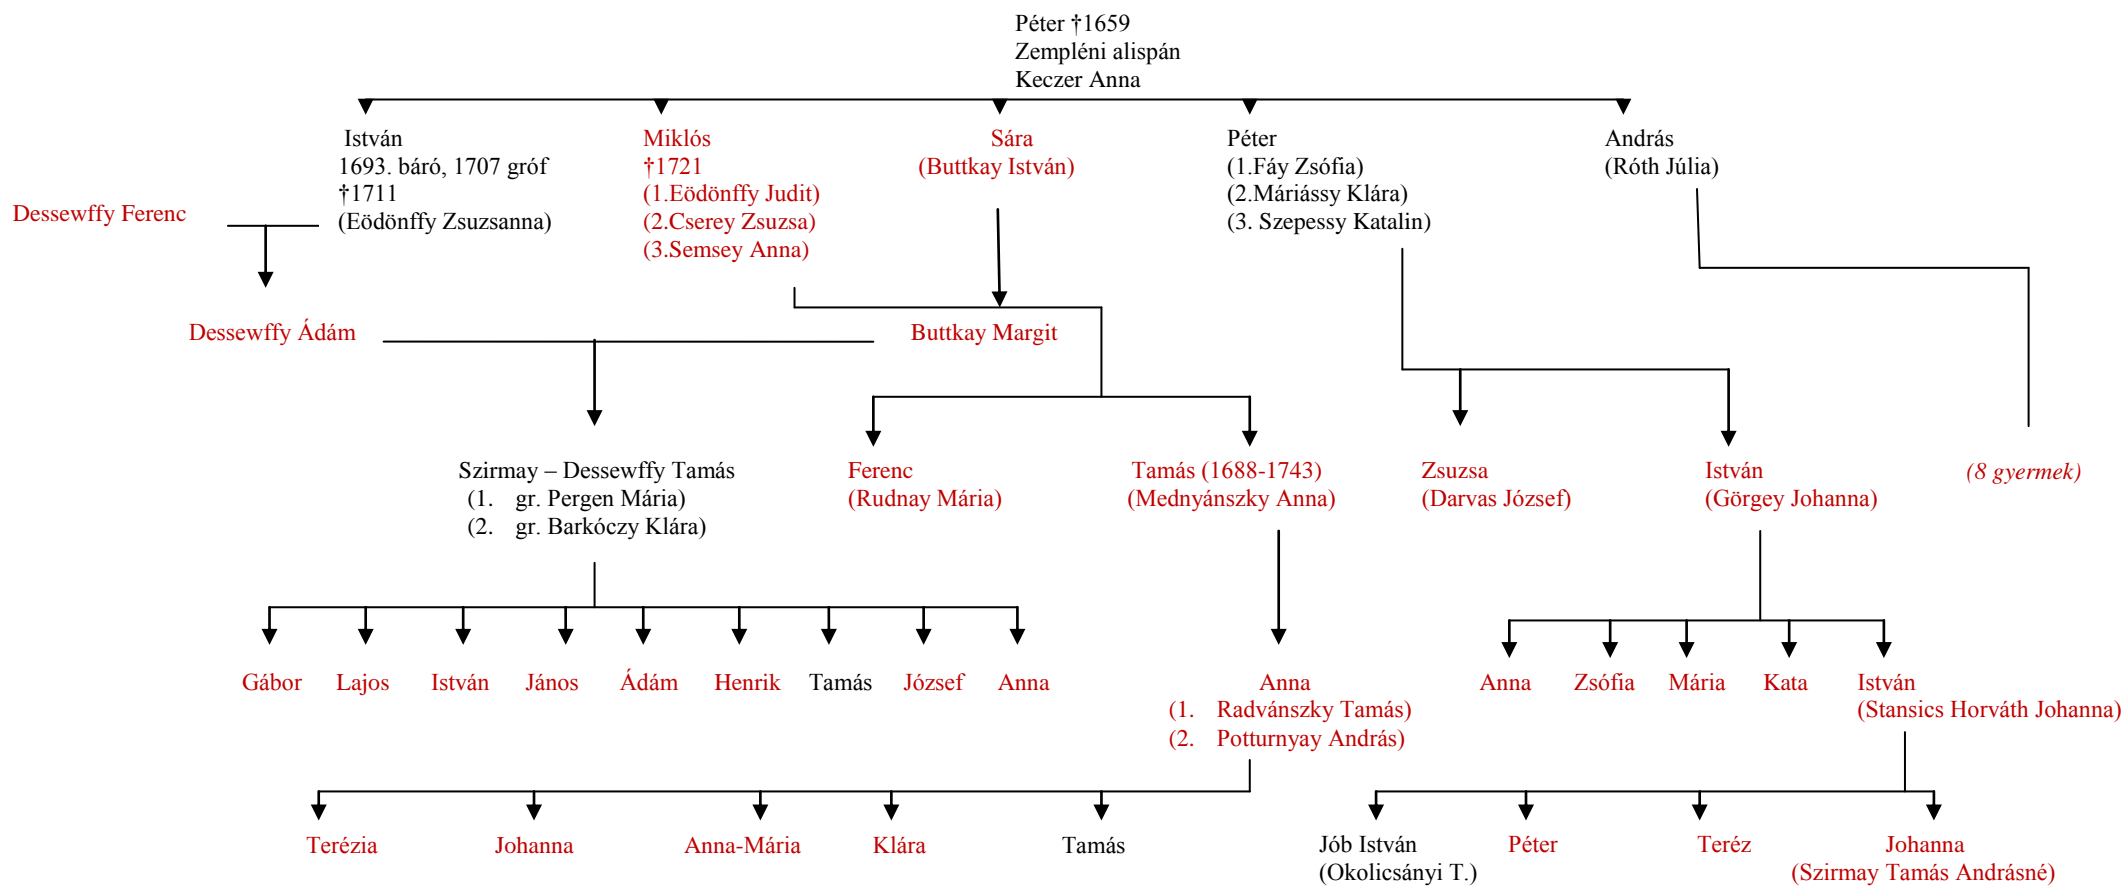 Péter †1659
Zempléni alispán
Keczer Anna
István
1693. báró, 1707 gróf
†1711
(Eödönffy Zsuzsanna)
Miklós
†1721
(1.Eödönffy Judit)
(2.Cserey Zsuzsa)
(3.Semsey Anna)
Sára
(Buttkay István)
Péter
(1.Fáy Zsófia)
(2.Máriássy Klára)
(3. Szepessy Katalin)
András
(Róth Júlia)
Dessewffy Ferenc
Dessewffy Ádám
Buttkay Margit
Szirmay – Dessewffy Tamás
(1. gr. Pergen Mária)
(2. gr. Barkóczy Klára)
Ferenc
(Rudnay Mária)
Tamás (1688-1743)
(Mednyánszky Anna)
Zsuzsa
(Darvas József)
István
(Görgey Johanna)
(8 gyermek)
Gábor
Lajos
István
János
Ádám
Henrik
Tamás
József
Anna
Anna
(1. Radvánszky Tamás)
(2. Potturnyay András)
Anna
Zsófia
Mária
Kata
István
(Stansics Horváth Johanna)
Terézia
Johanna
Anna-Mária
Klára
Tamás
Jób István
(Okolicsányi T.)
Péter
Teréz
Johanna
(Szirmay Tamás Andrásné)